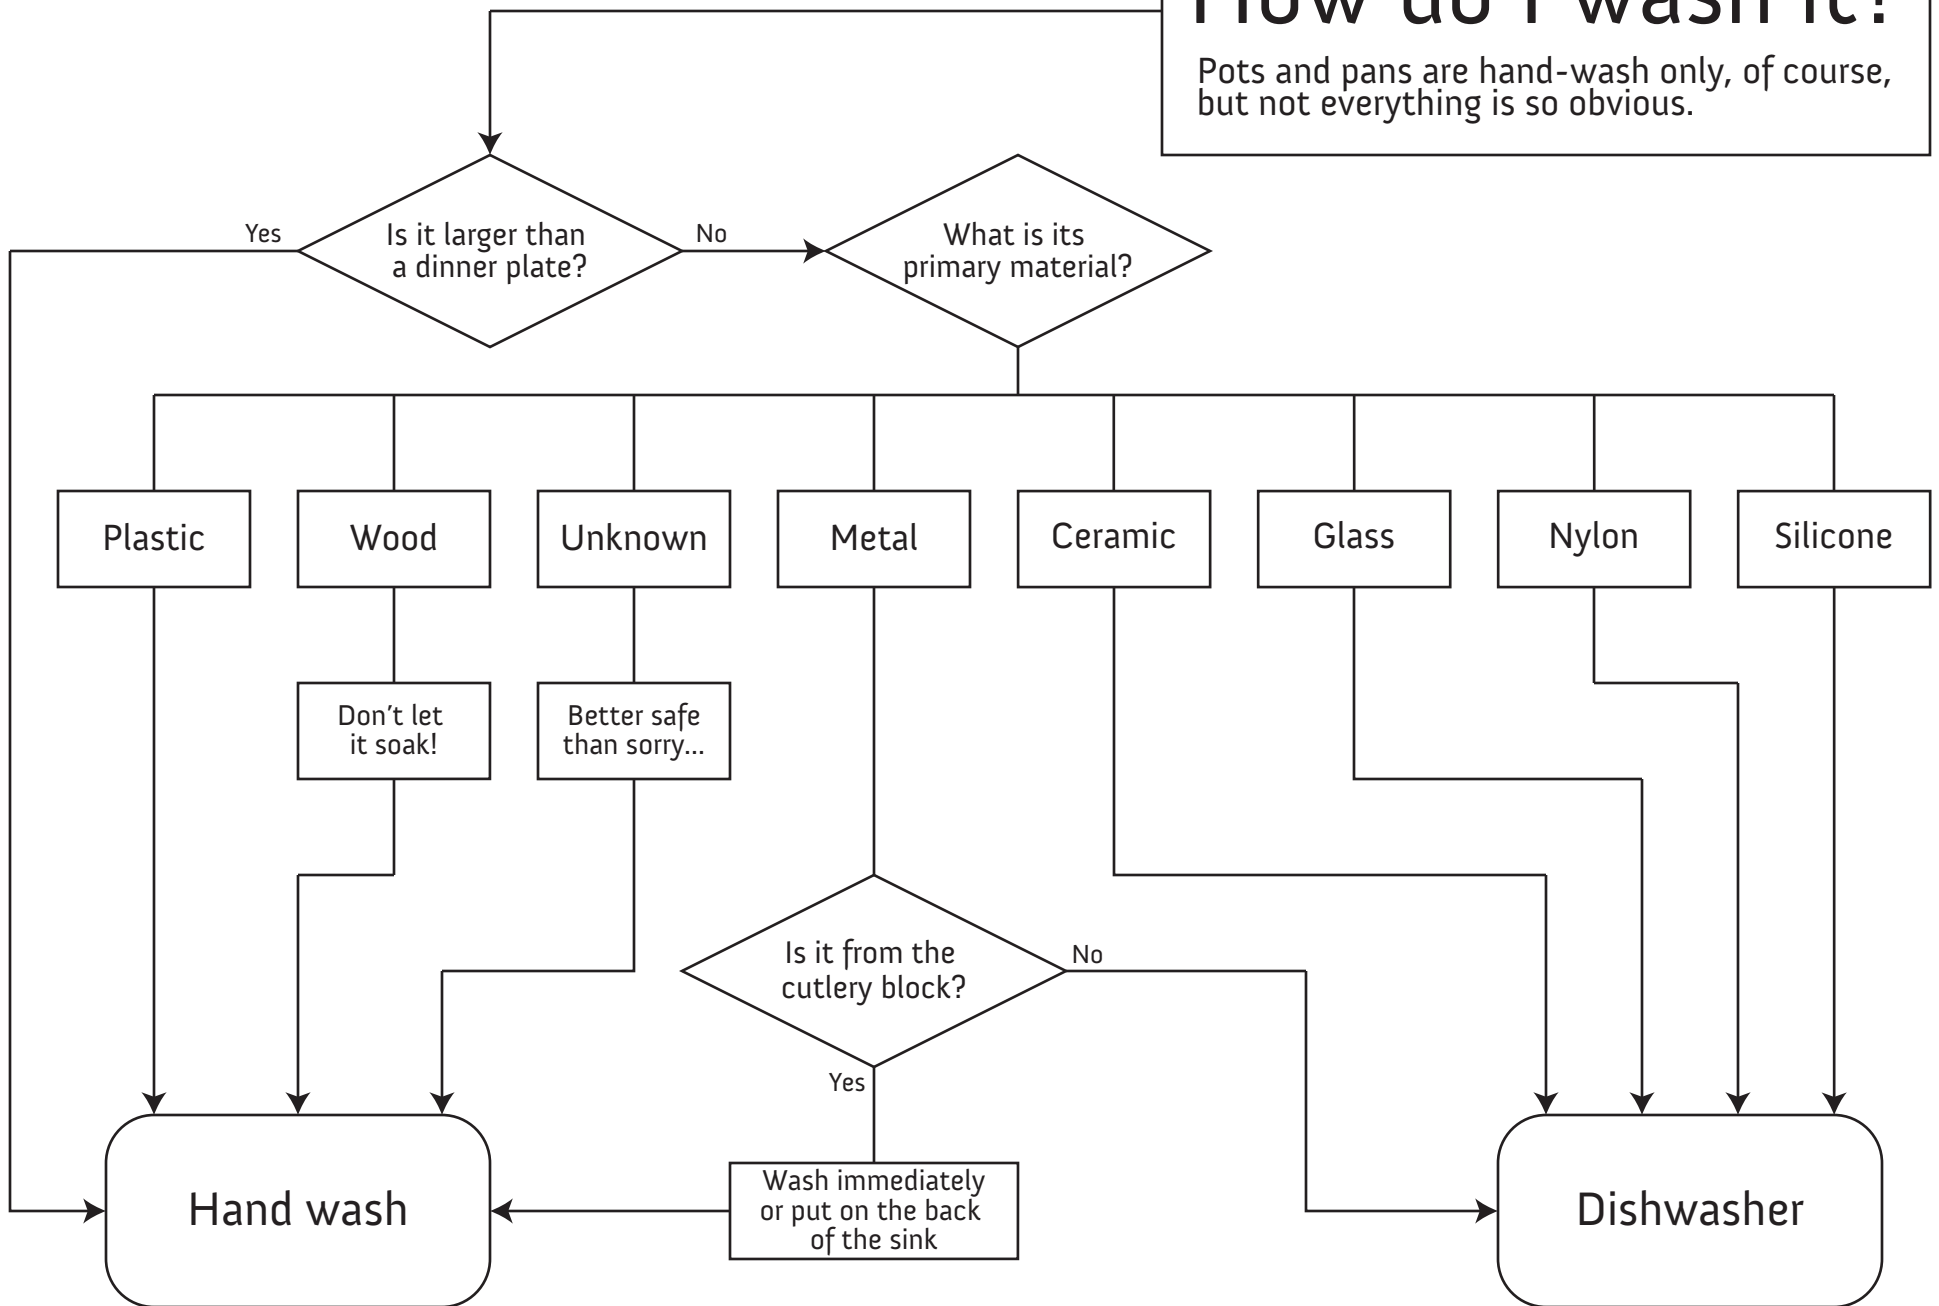 How do I wash it?
Pots and pans are hand-wash only, of course,
but not everything is so obvious.
Yes
Is it larger than
a dinner plate?
No
What is its
primary material?
Plastic
Wood
Unknown
Metal
Ceramic
Glass
Nylon
Silicone
Don't let
it soak!
Better safe
than sorry...
Is it from the
cutlery block?
No
Yes
Hand wash
Wash immediately
or put on the back
of the sink
Dishwasher